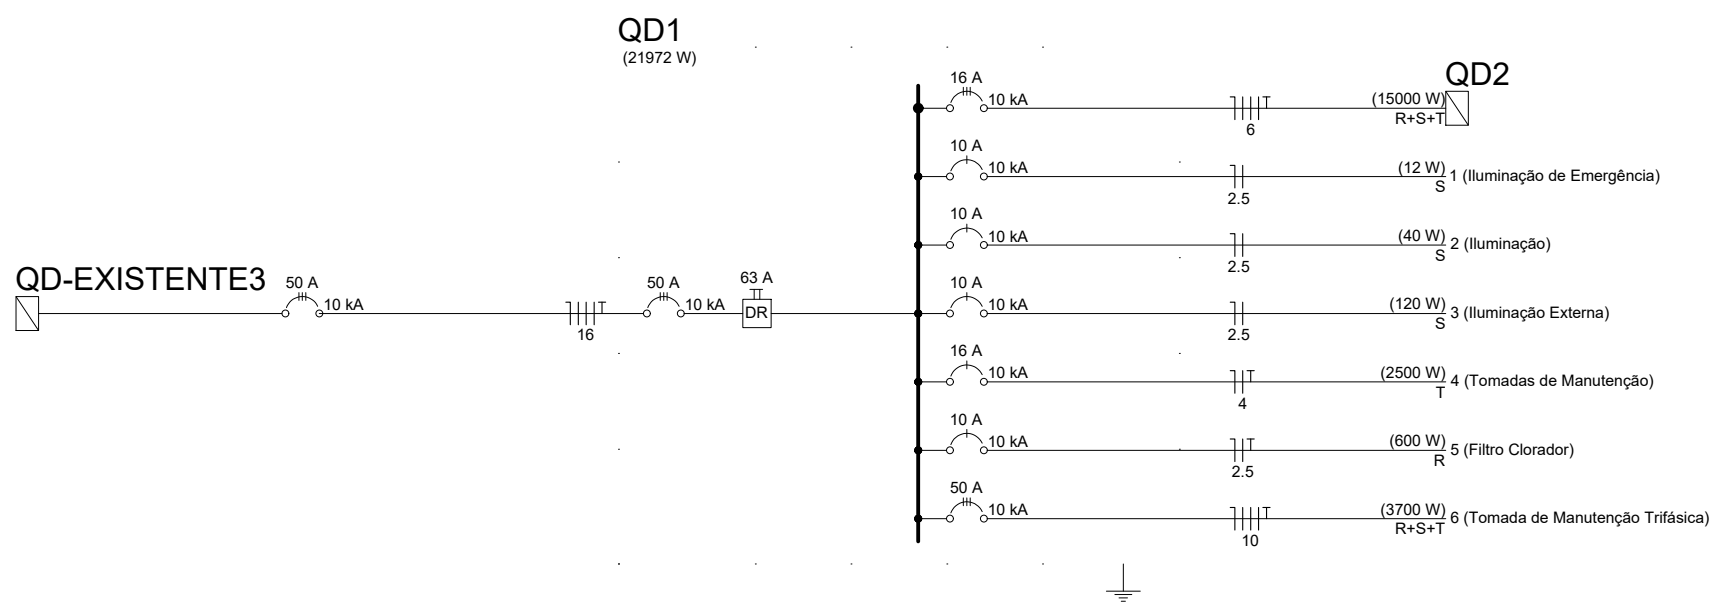 QD1
(21972 W)
QD-EXISTENTE3
50 A
10 kA
16
50 A
10 kA
63 A
DR
16 A
10 kA
6
(15000 W)
R+S+T
QD2
10 A
10 kA
2.5
(12 W)
S
1 (Iluminação de Emergência)
10 A
10 kA
2.5
(40 W)
S
2 (Iluminação)
10 A
10 kA
2.5
(120 W)
S
3 (Iluminação Externa)
16 A
10 kA
4
(2500 W)
T
4 (Tomadas de Manutenção)
10 A
10 kA
2.5
(600 W)
R
5 (Filtro Clorador)
50 A
10 kA
10
(3700 W)
R+S+T
6 (Tomada de Manutenção Trifásica)